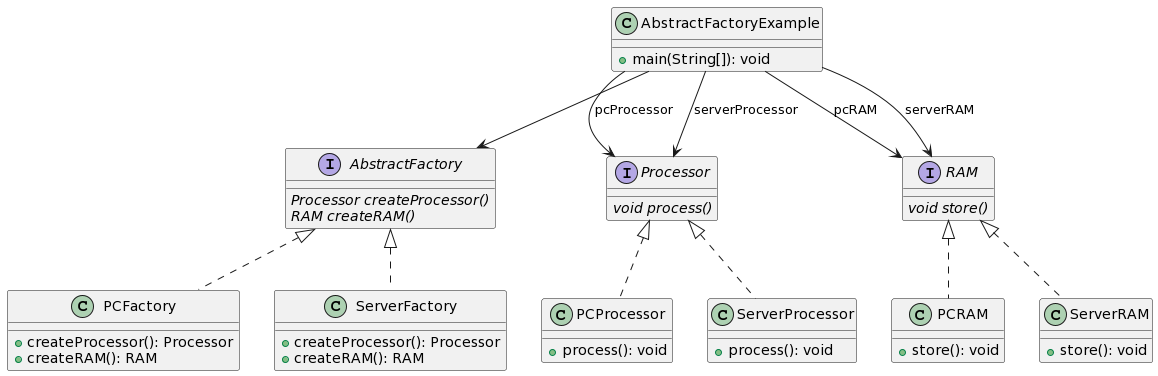 C AbstractFactoryExample
main(String[]): void
pcProcessor
serverProcessor
pcRAM
serverRAM
I AbstractFactory
Processor createProcessor()
RAM createRAM()
I Processor
void process()
I RAM
void store()
C PCFactory
createProcessor(): Processor
createRAM(): RAM
C ServerFactory
createProcessor(): Processor
createRAM(): RAM
C PCProcessor
process(): void
C ServerProcessor
process(): void
C PCRAM
store(): void
C ServerRAM
store(): void